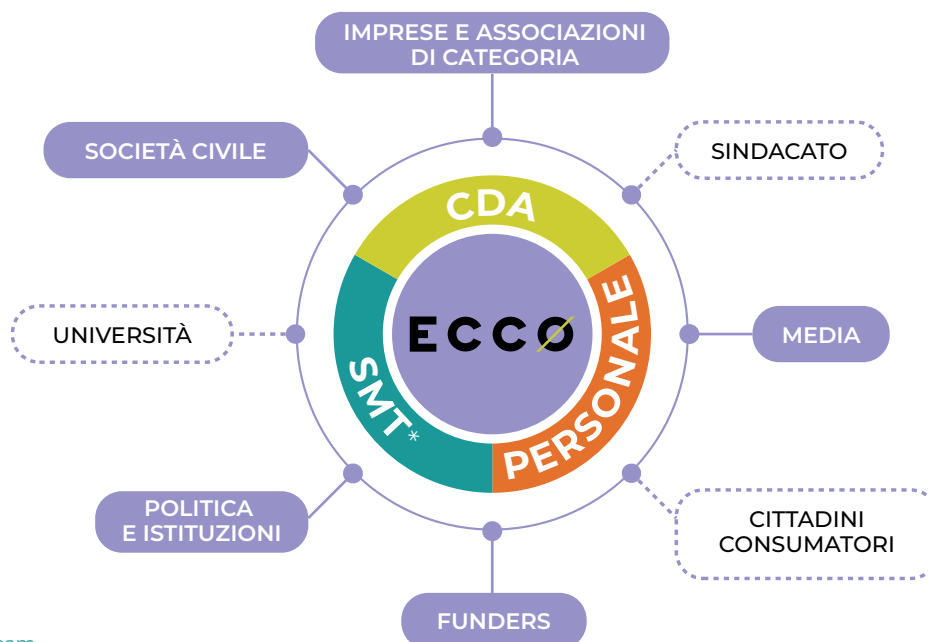 IMPRESE E ASSOCIAZIONI
DI CATEGORIA
SOCIETÀ CIVILE
SINDACATO
CDA
UNIVERSITÀ
ECCO
PERSONALE
MEDIA
SMT*
POLITICA
E ISTITUZIONI
CITTADINI
CONSUMATORI
FUNDERS